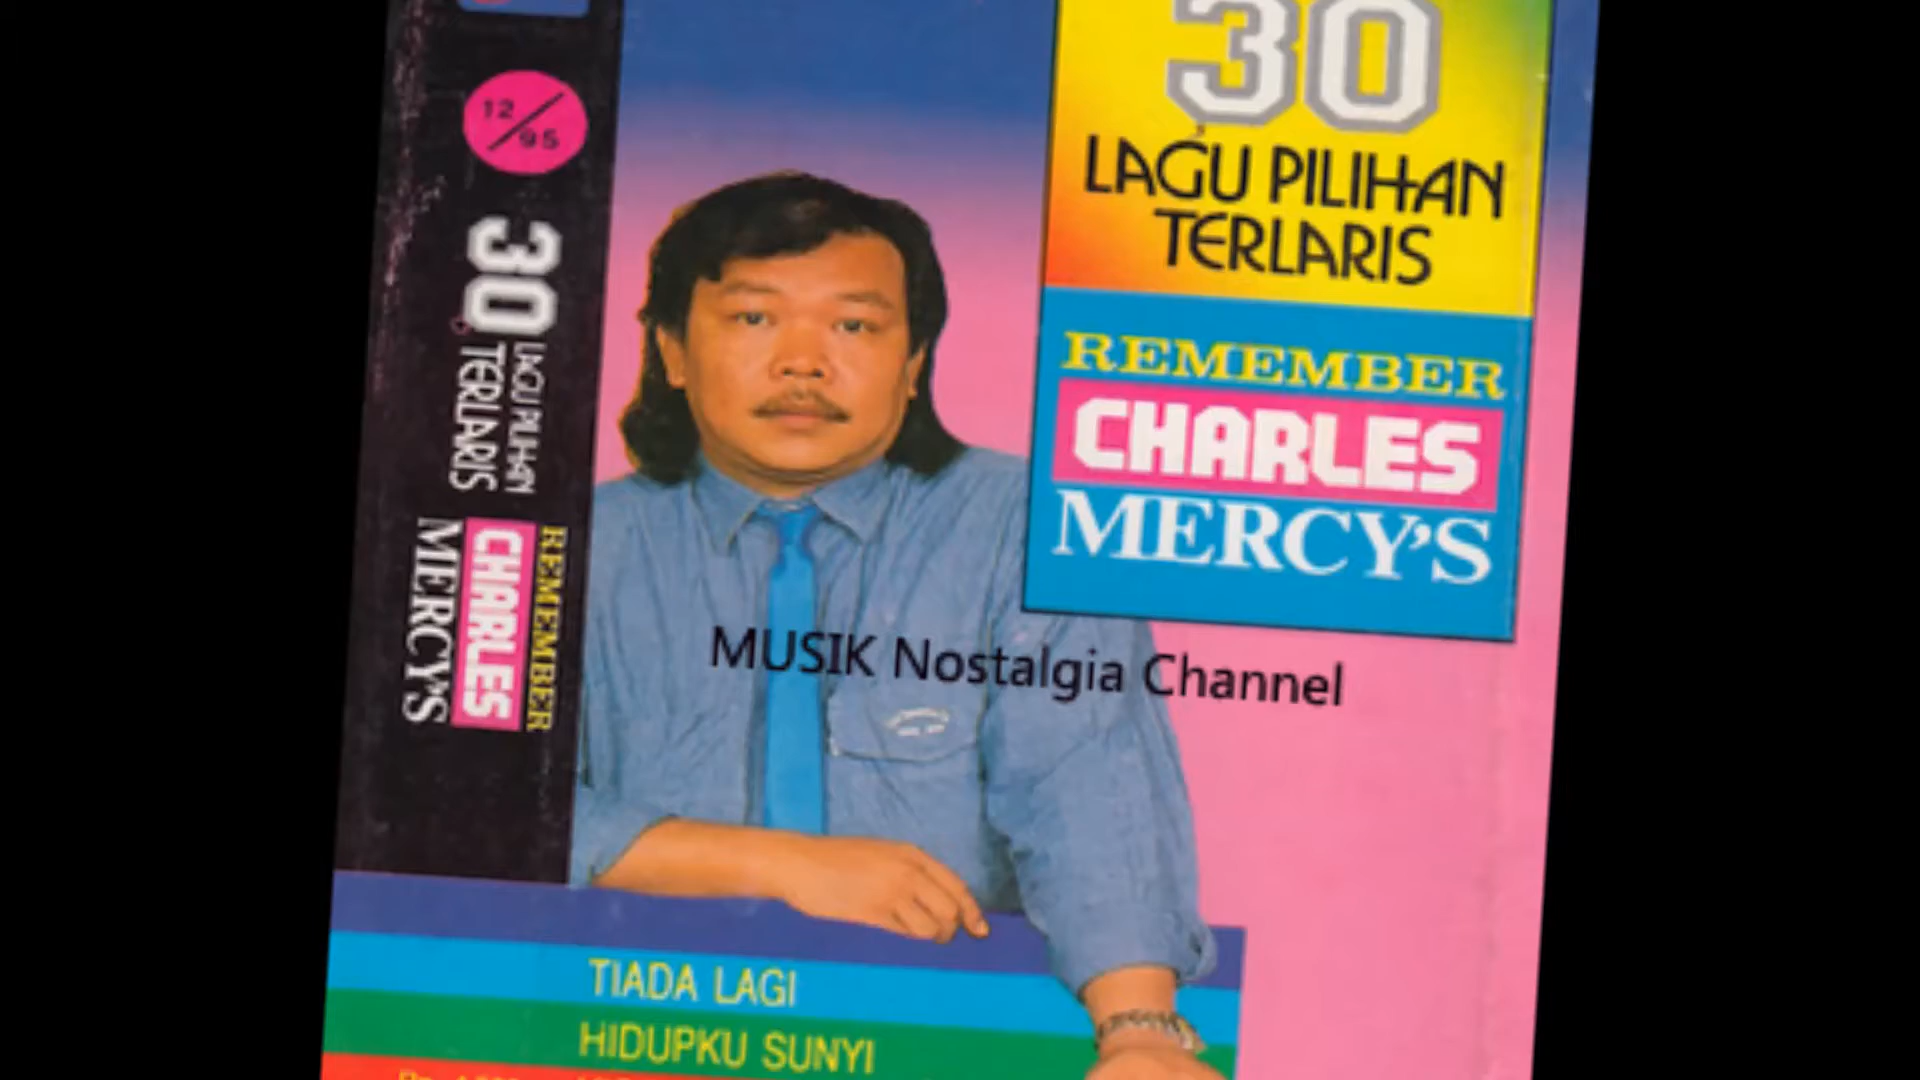 12/95
30
LAGU PILIHAN
TERLARIS
REMEMBER
CHARLES
MERCY'S
30
LAGU PILIHAN
TERLARIS
REMEMBER
CHARLES
MERCY'S
MUSIK Nostalgia Channel
TIADA LAGI
HIDUPKU SUNYI